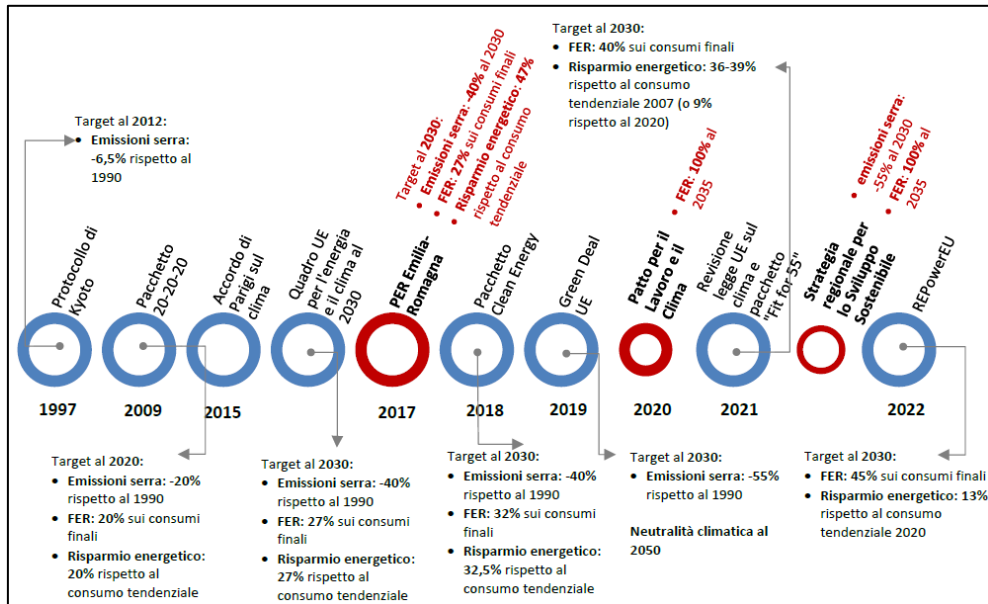 Target al 2012:
• Emissioni serra:
-6,5% rispetto al
1990
Target al 2030:
• Emissioni serra: -40% al 2030
• FER: 27% sui consumi finali
• Risparmio energetico: 47%
rispetto al consumo
tendenziale
Target al 2030:
• FER: 40% sui consumi finali
• Risparmio energetico: 36-39%
rispetto al consumo
tendenziale 2007 (o 9%
rispetto al 2020)
• FER: 100% al
2035
• emissioni serra:
-55% al 2030
• FER: 100% al
2035
Protocollo di
Kyoto
Pacchetto
20-20-20
Accordo di
Parigi sul
clima
Quadro UE
per l'energia
e il clima al
2030
PER Emilia-
Romagna
Pacchetto
Clean Energy
Green Deal
UE
Patto per il
Lavoro e il
Clima
Revisione
legge UE sul
clima e
pacchetto
"Fit for 55"
Strategia
regionale per
lo Sviluppo
Sostenibile
REPowerEU
1997
2009
2015
2017
2018
2019
2020
2021
2022
Target al 2020:
• Emissioni serra: -20%
rispetto al 1990
• FER: 20% sui consumi
finali
• Risparmio energetico:
20% rispetto al
consumo tendenziale
Target al 2030:
• Emissioni serra: -40%
rispetto al 1990
• FER: 27% sui consumi
finali
• Risparmio energetico:
27% rispetto al
consumo tendenziale
Target al 2030:
• Emissioni serra: -40%
rispetto al 1990
• FER: 32% sui consumi
finali
• Risparmio energetico:
32,5% rispetto al
consumo tendenziale
Target al 2030:
• Emissioni serra: -55%
rispetto al 1990
Neutralità climatica al
2050
Target al 2030:
• FER: 45% sui consumi finali
• Risparmio energetico: 13%
rispetto al consumo
tendenziale 2020